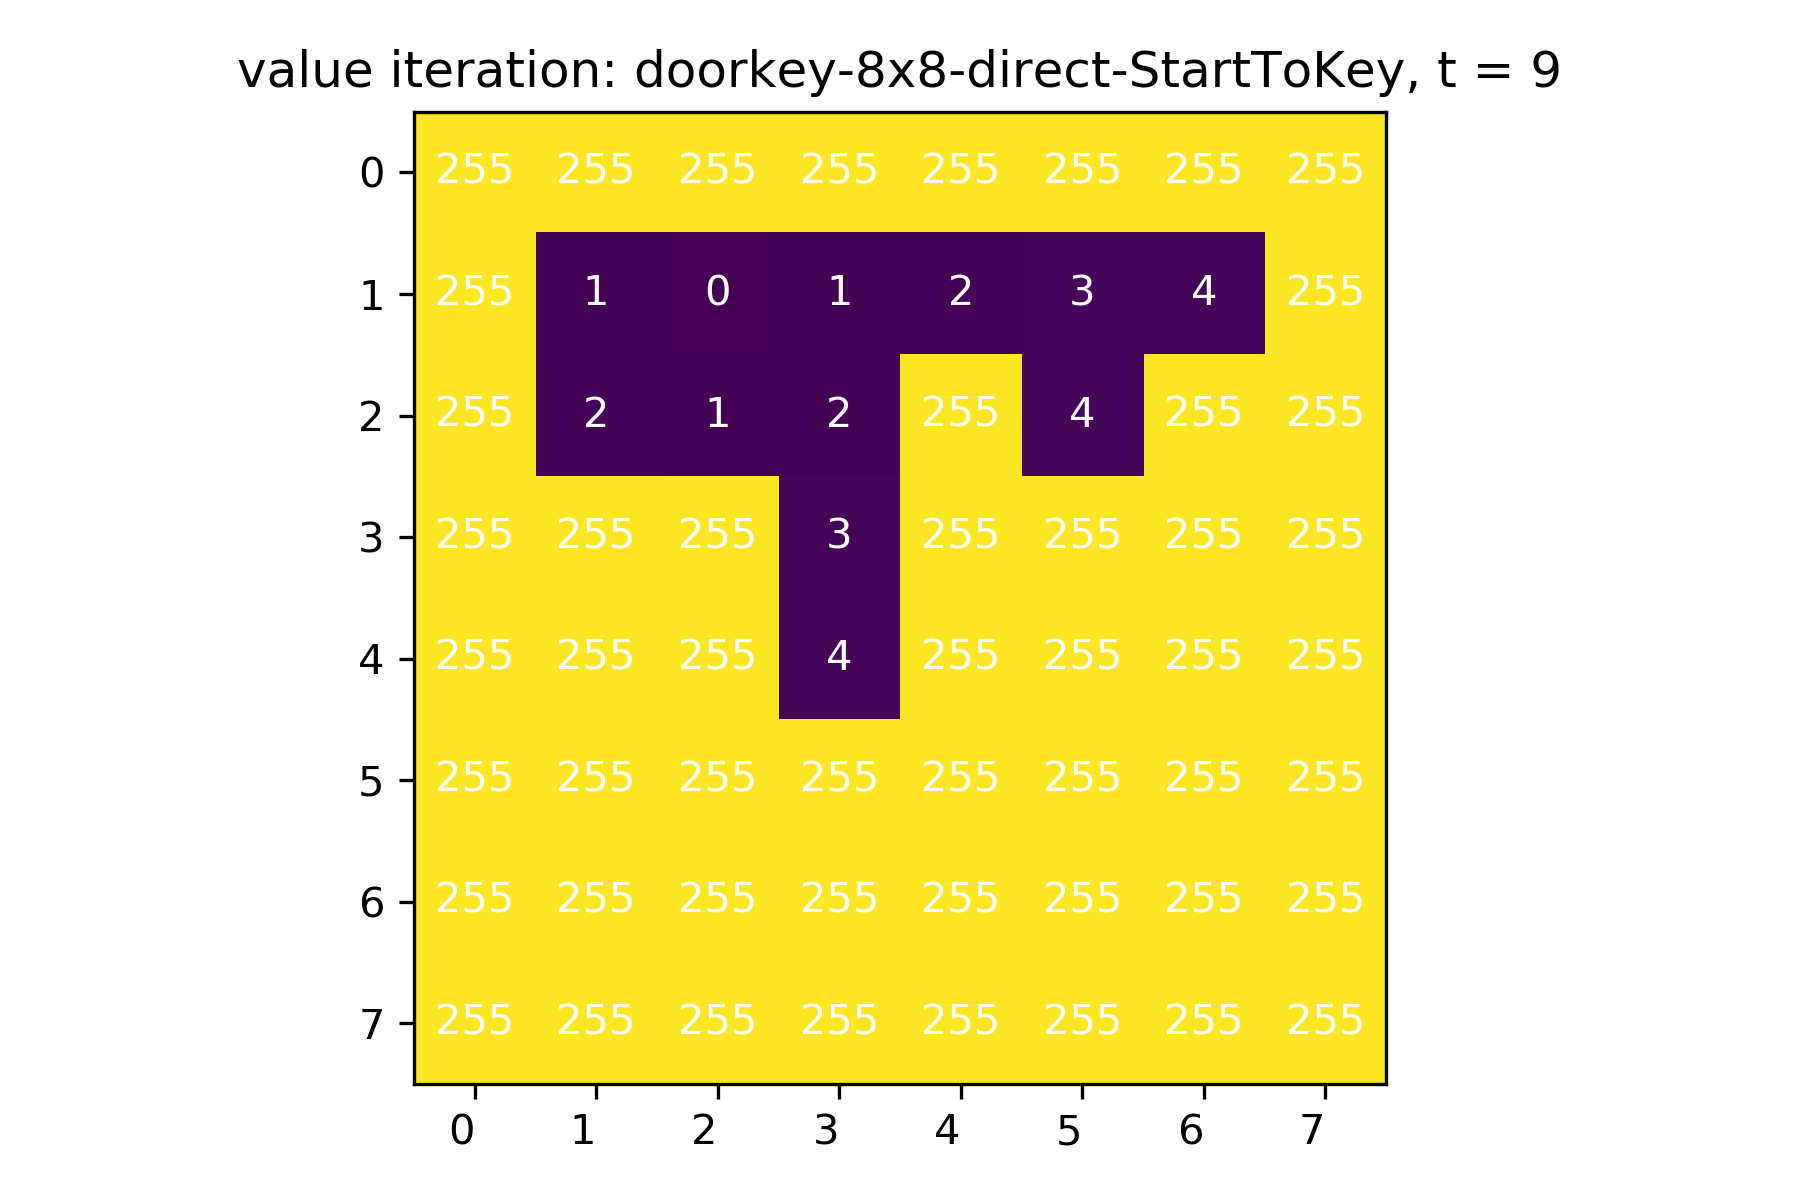 value iteration: doorkey-8x8-direct-StartToKey, t = 9
0 255 255 255 255 255 255 255 255
1 255 1 0 1 2 3 4 255
2 255 2 1 2 255 4 255 255
3 255 255 255 3 255 255 255 255
4 255 255 255 4 255 255 255 255
5 255 255 255 255 255 255 255 255
6 255 255 255 255 255 255 255 255
7 255 255 255 255 255 255 255 255
0 1 2 3 4 5 6 7